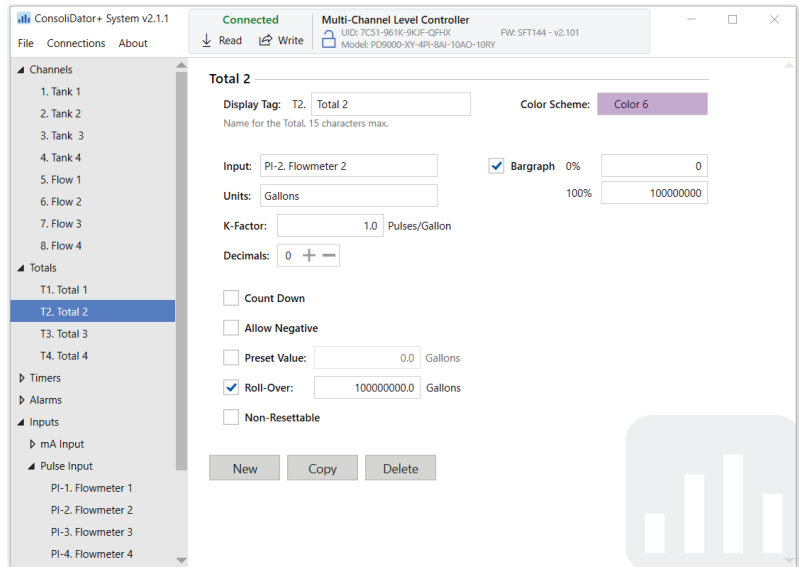 ConsoliDator+ System v2.1.1
File Connections About
Connected
Read Write
Multi-Channel Level Controller
UID: 7C51-961K-9KJF-QFHX FW: SFT144 - v2.101
Model: PD9000-XY-4PI-8AI-10AO-10RY
Channels
1. Tank 1
2. Tank 2
3. Tank 3
4. Tank 4
5. Flow 1
6. Flow 2
7. Flow 3
8. Flow 4
Totals
T1. Total 1
T2. Total 2
T3. Total 3
T4. Total 4
Timers
Alarms
Inputs
mA Input
Pulse Input
PI-1. Flowmeter 1
PI-2. Flowmeter 2
PI-3. Flowmeter 3
PI-4. Flowmeter 4
Total 2
Display Tag: T2. Total 2 Color Scheme: Color 6
Name for the Total, 15 characters max.
Input: PI-2. Flowmeter 2 Bargraph 0% 0
Units: Gallons 100% 100000000
K-Factor: 1.0 Pulses/Gallon
Decimals: 0
Count Down
Allow Negative
Preset Value: 0.0 Gallons
Roll-Over: 100000000.0 Gallons
Non-Resettable
New Copy Delete